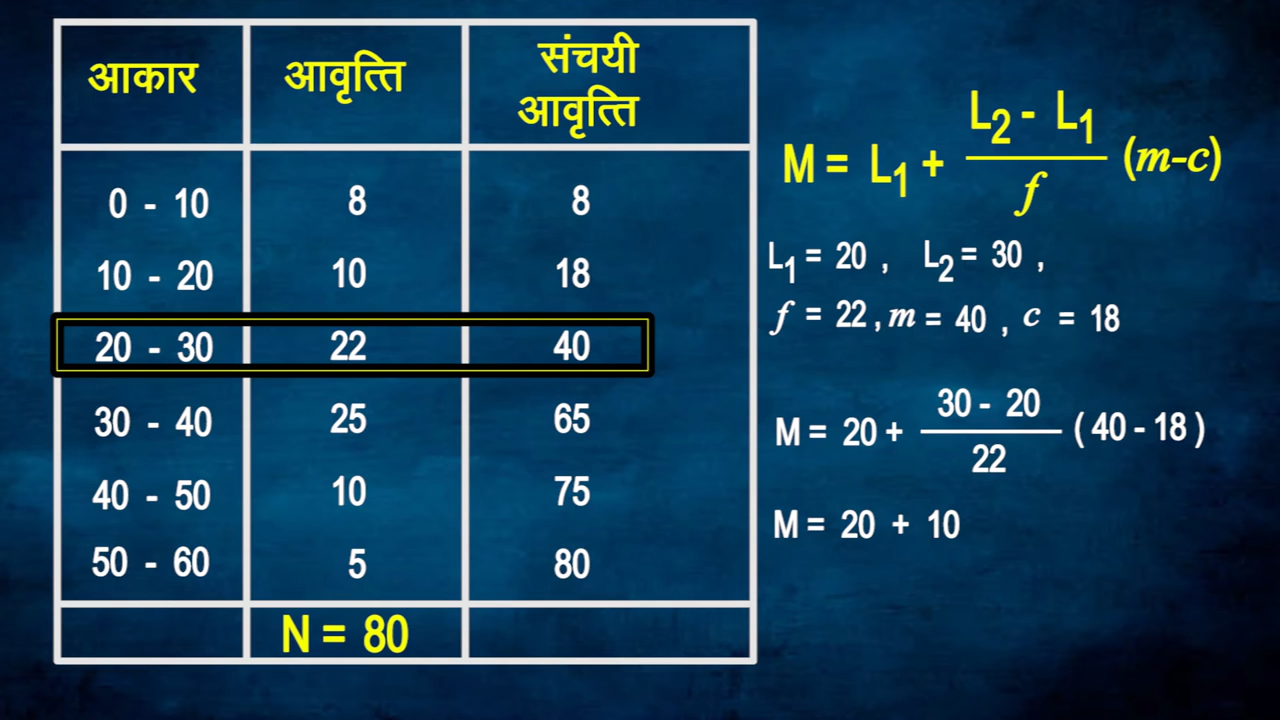 आकार आवृत्ति संचयी आवृत्ति
0 - 10 8 8
10 - 20 10 18
20 - 30 22 40
30 - 40 25 65
40 - 50 10 75
50 - 60 5 80
N = 80
M = L₁ + (L₂ - L₁)/f (m-c)
L₁ = 20 , L₂ = 30 ,
f = 22 , m = 40 , c = 18
M = 20 + (30 - 20)/22 ( 40 - 18 )
M = 20 + 10